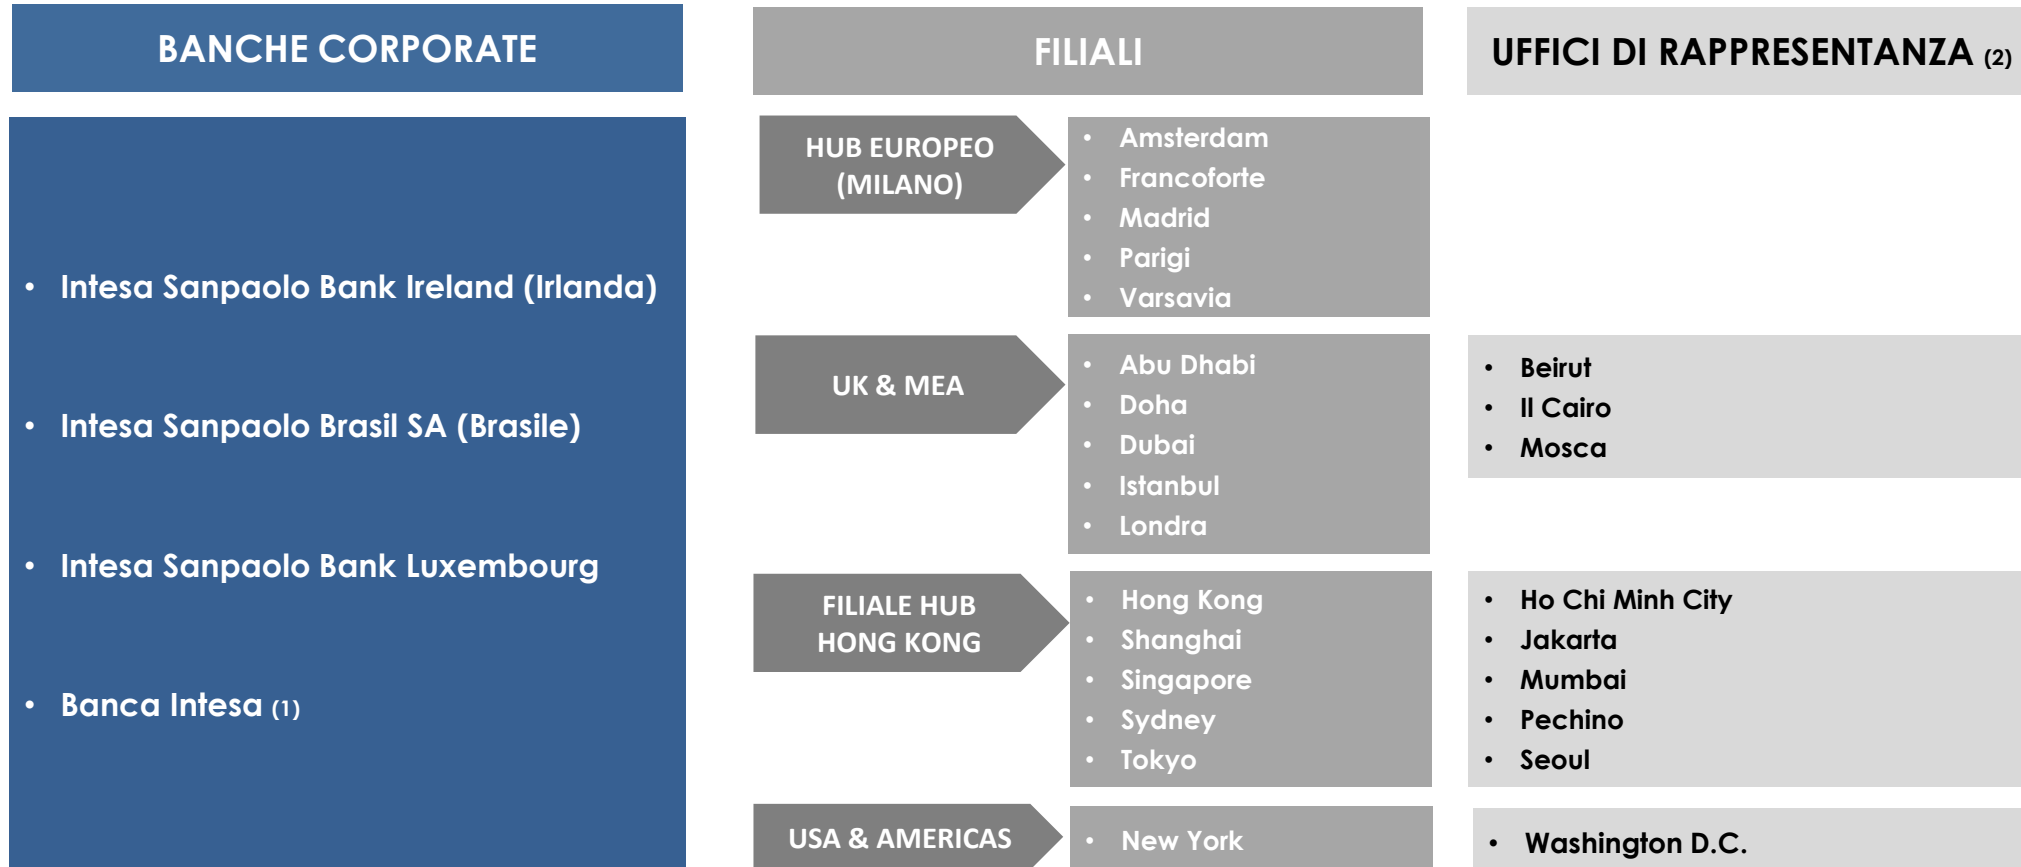 BANCHE CORPORATE
• Intesa Sanpaolo Bank Ireland (Irlanda)
• Intesa Sanpaolo Brasil SA (Brasile)
• Intesa Sanpaolo Bank Luxembourg
• Banca Intesa (1)
FILIALI
HUB EUROPEO
(MILANO)
• Amsterdam
• Francoforte
• Madrid
• Parigi
• Varsavia
UK & MEA
• Abu Dhabi
• Doha
• Dubai
• Istanbul
• Londra
FILIALE HUB
HONG KONG
• Hong Kong
• Shanghai
• Singapore
• Sydney
• Tokyo
USA & AMERICAS
• New York
UFFICI DI RAPPRESENTANZA (2)
• Beirut
• Il Cairo
• Mosca
• Ho Chi Minh City
• Jakarta
• Mumbai
• Pechino
• Seoul
• Washington D.C.